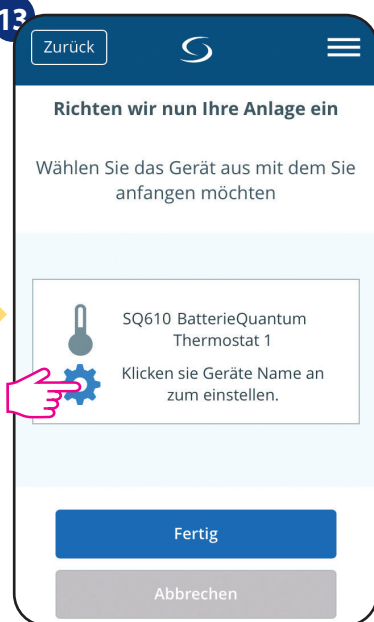 13
Zurück
Richten wir nun Ihre Anlage ein
Wählen Sie das Gerät aus mit dem Sie
anfangen möchten
SQ610 BatterieQuantum
Thermostat 1
Klicken sie Geräte Name an
zum einstellen.
Fertig
Abbrechen